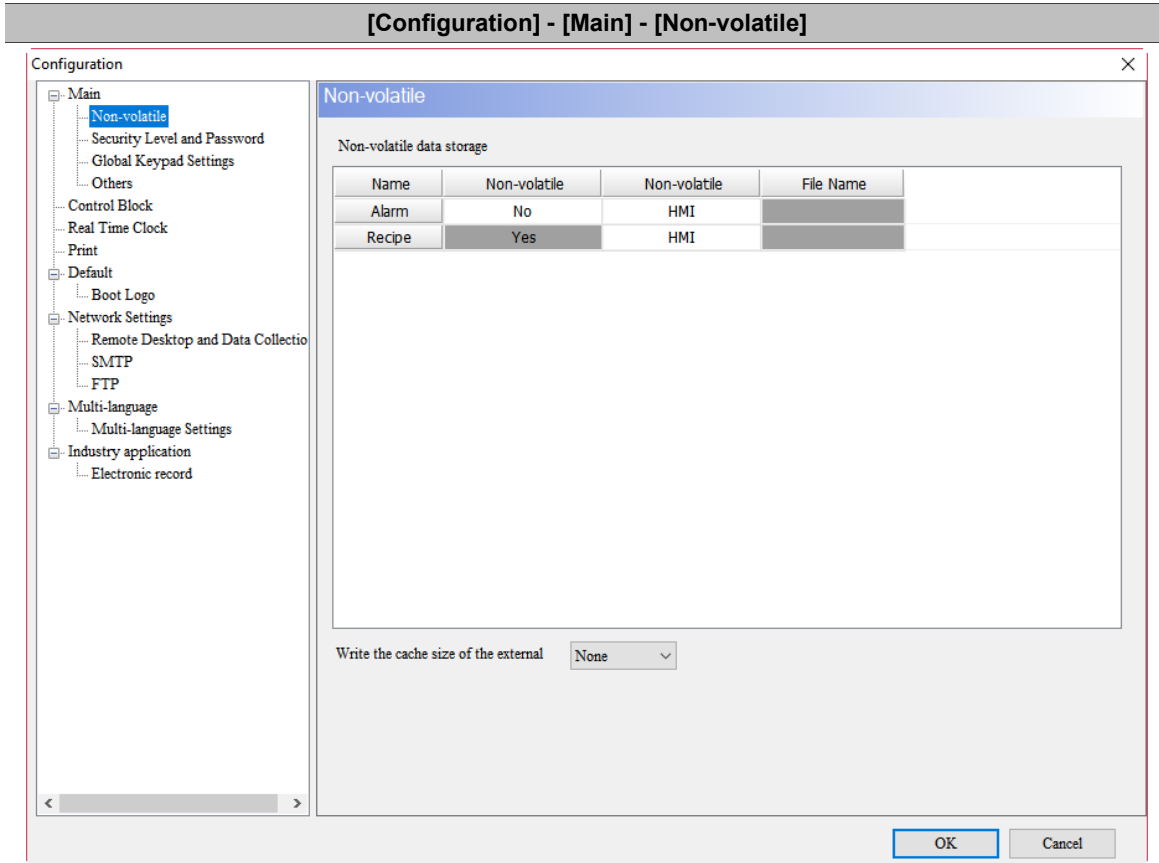 [Configuration] - [Main] - [Non-volatile]
Configuration
Main
Non-volatile
Security Level and Password
Global Keypad Settings
Others
Control Block
Real Time Clock
Print
Default
Boot Logo
Network Settings
Remote Desktop and Data Collectio
SMTP
FTP
Multi-language
Multi-language Settings
Industry application
Electronic record
Non-volatile
Non-volatile data storage
Name Non-volatile Non-volatile File Name
Alarm No HMI
Recipe Yes HMI
Write the cache size of the external None
OK Cancel